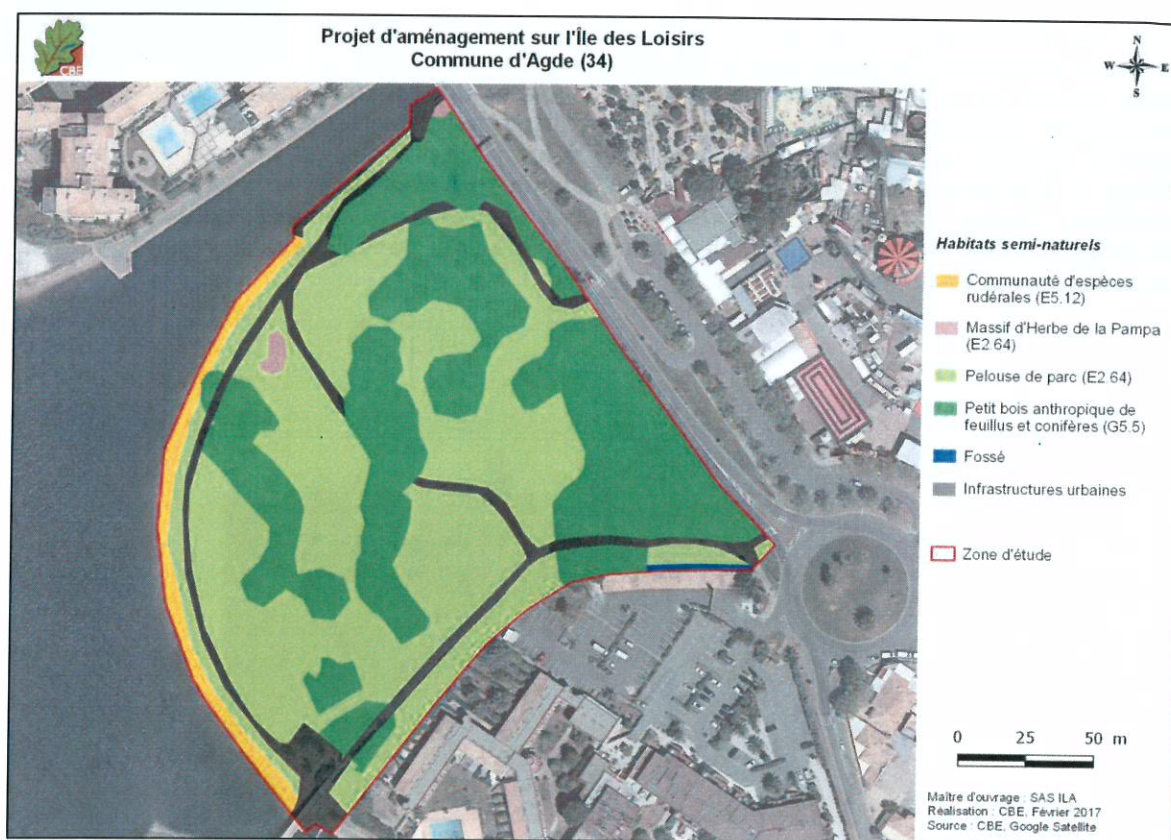 Projet d'aménagement sur l'Île des Loisirs
Commune d'Agde (34)
CBE
N
W
E
S
Habitats semi-naturels
Communauté d'espèces
rudérales (E5.12)
Massif d'Herbe de la Pampa
(E2.64)
Pelouse de parc (E2.64)
Petit bois anthropique de
feuillus et conifères (G5.5)
Fossé
Infrastructures urbaines
Zone d'étude
0 25 50 m
Maître d'ouvrage : SAS ILA
Réalisation : CBE, Février 2017
Source : CBE, Google Satellite